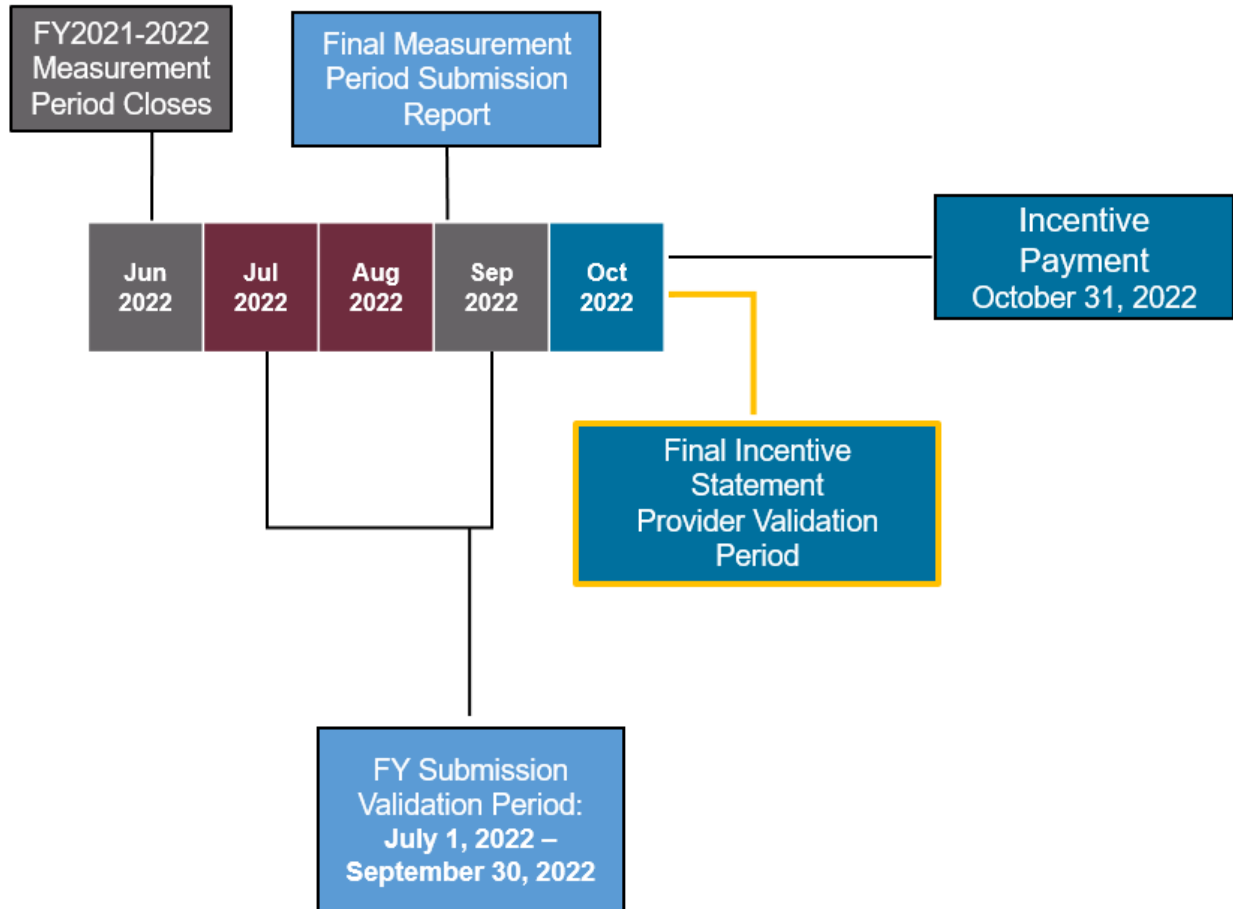 FY2021-2022
Measurement
Period Closes
Final Measurement
Period Submission
Report
Jun
2022
Jul
2022
Aug
2022
Sep
2022
Oct
2022
Incentive
Payment
October 31, 2022
Final Incentive
Statement
Provider Validation
Period
FY Submission
Validation Period:
July 1, 2022 –
September 30, 2022